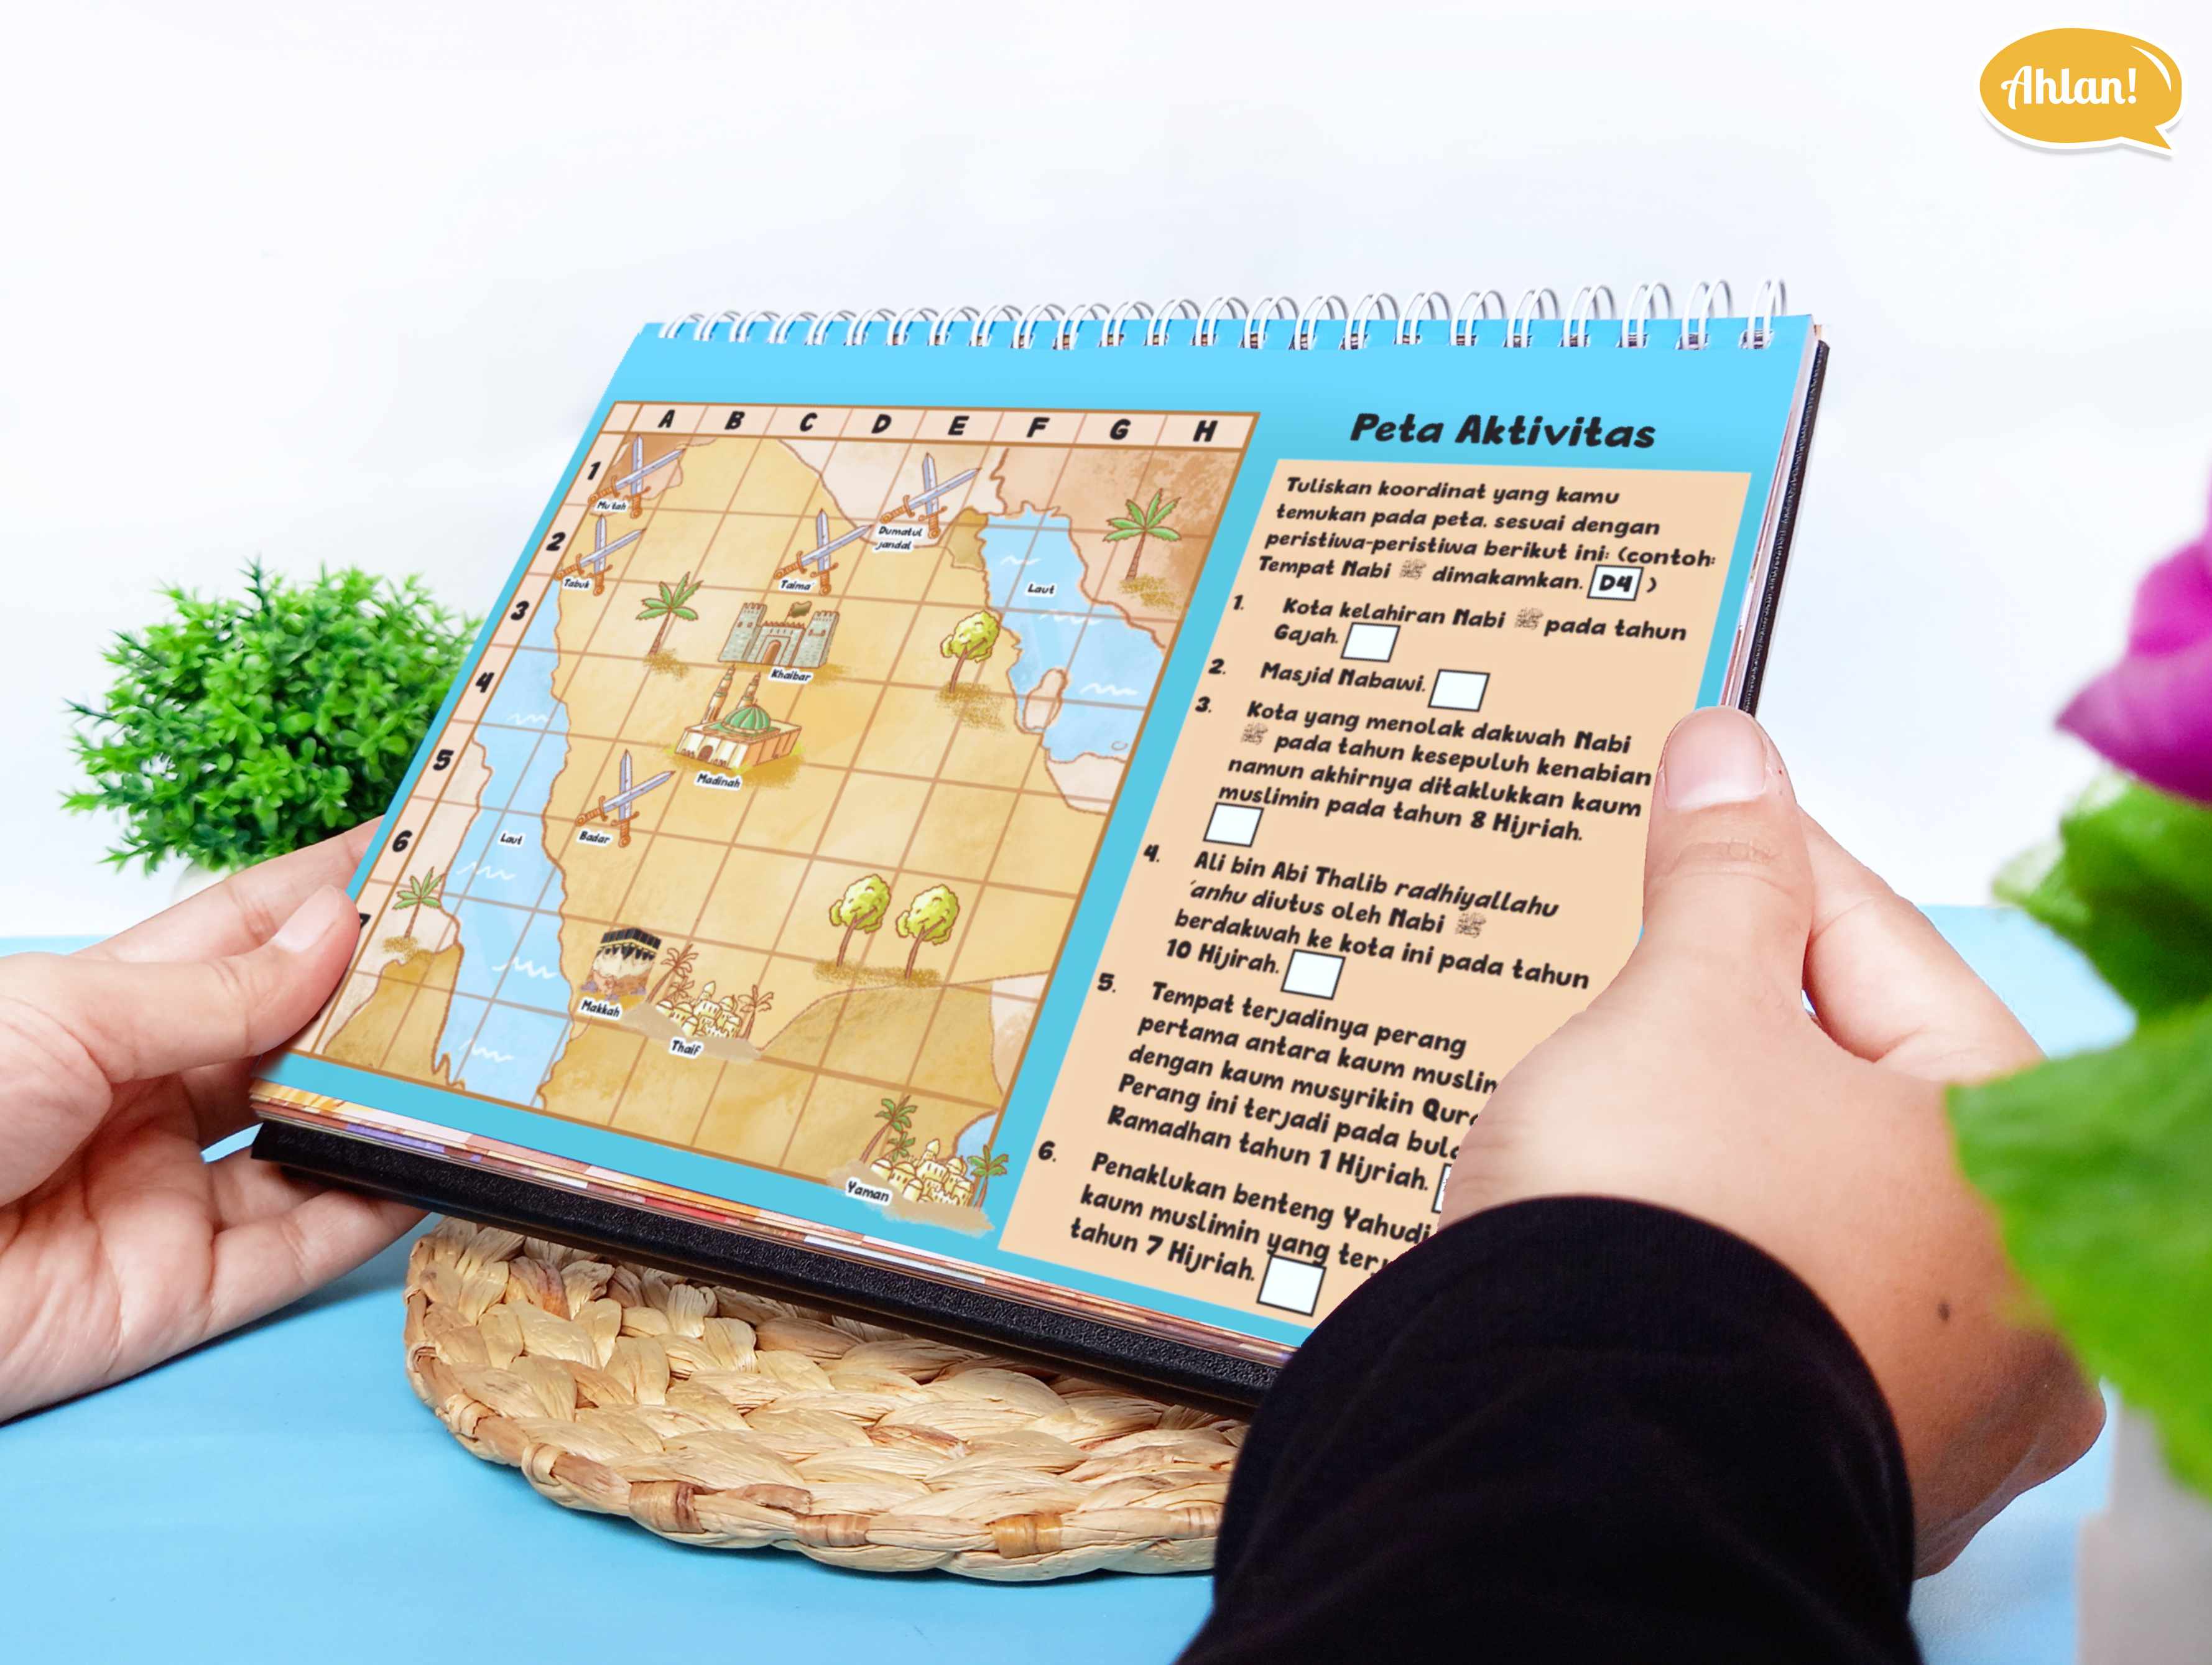 Ahlan!
A B C D E F G H
1
2
3
4
5
6
Mu'tah
Tabuk
Dumatul
jandal
Taima'
Khaibar
Madinah
Badar
Laut
Laut
Makkah
Thaif
Yaman
Peta Aktivitas
Tuliskan koordinat yang kamu
temukan pada peta. sesuai dengan
peristiwa-peristiwa berikut ini: (contoh:
Tempat Nabi ﷺ dimakamkan. D4 )
1. Kota kelahiran Nabi ﷺ pada tahun
Gajah.
2. Masjid Nabawi.
3. Kota yang menolak dakwah Nabi
ﷺ pada tahun kesepuluh kenabian
namun akhirnya ditaklukkan kaum
muslimin pada tahun 8 Hijriah.
4. Ali bin Abi Thalib radhiyallahu
'anhu diutus oleh Nabi ﷺ
berdakwah ke kota ini pada tahun
10 Hijirah.
5. Tempat terjadinya perang
pertama antara kaum muslin
dengan kaum musyrikin Qur
Perang ini terjadi pada bul
Ramadhan tahun 1 Hijriah.
6. Penaklukan benteng Yahudi
kaum muslimin yang ter
tahun 7 Hijriah.